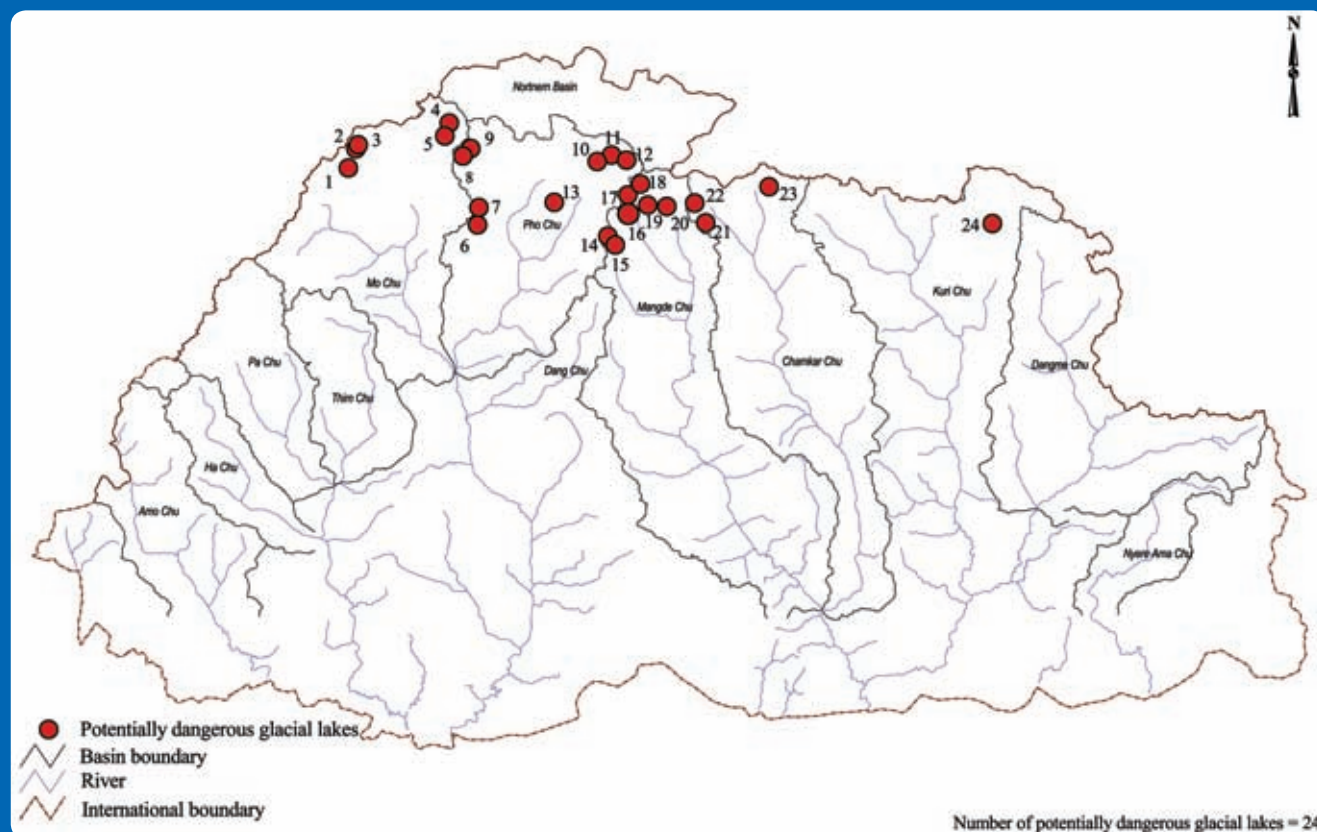 N
Northern Basin
4
5
2
3
9
8
1
11
10
12
18
17
13
7
6
Pho Chu
14
16
15
19
20
22
21
23
24
Mo Chu
Mangde Chu
Kuri Chu
Pa Chu
Thim Chu
Dang Chu
Chamkar Chu
Dangme Chu
Ha Chu
Amo Chu
Nyere Ama Chu
Potentially dangerous glacial lakes
Basin boundary
River
International boundary
Number of potentially dangerous glacial lakes = 24